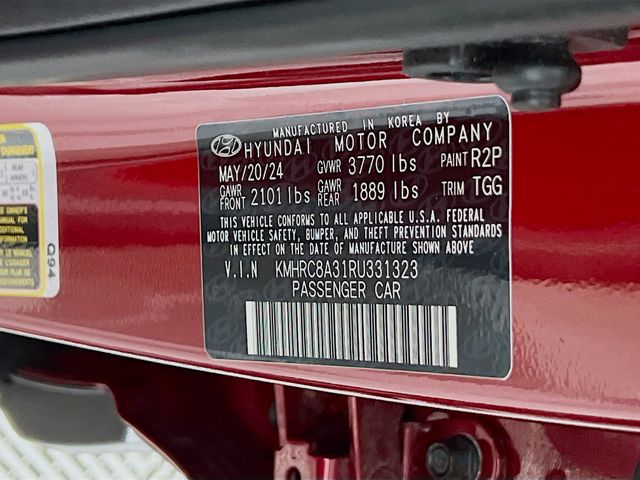 MANUFACTURED IN KOREA BY
HYUNDAI MOTOR COMPANY
MAY/20/24 GVWR 3770 lbs PAINT R2P
GAWR FRONT 2101 lbs GAWR REAR 1889 lbs TRIM TGG
THIS VEHICLE CONFORMS TO ALL APPLICABLE U.S.A. FEDERAL
MOTOR VEHICLE SAFETY, BUMPER, AND THEFT PREVENTION STANDARDS
IN EFFECT ON THE DATE OF MANUFACTURE SHOWN ABOVE
V.I.N KMHRC8A31RU331323
PASSENGER CAR
Q94